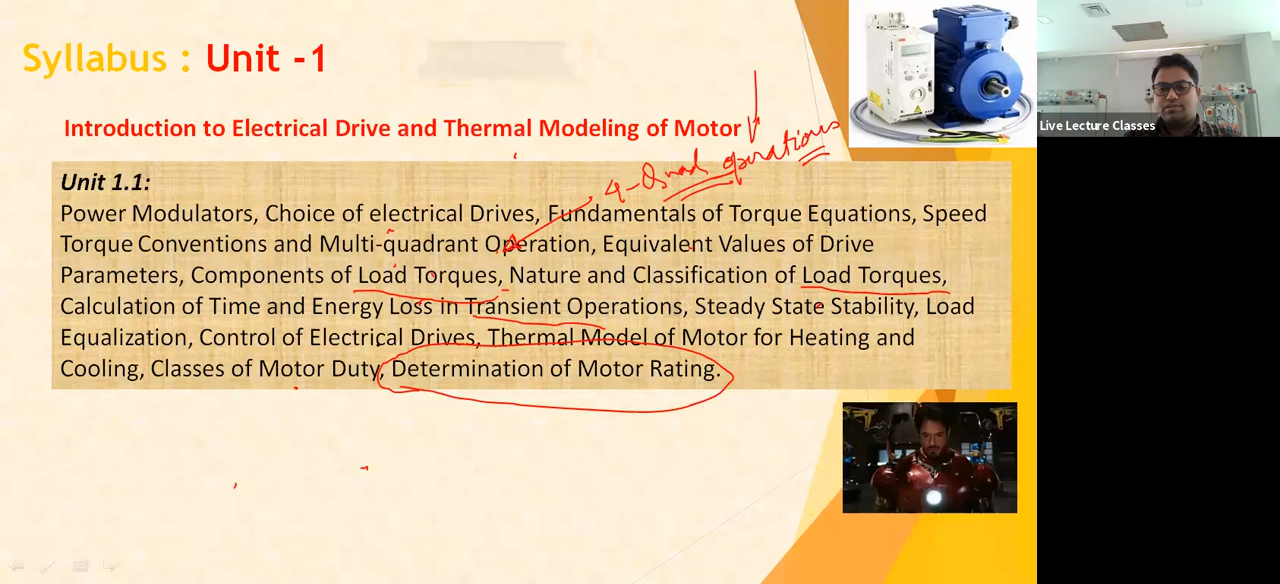 Syllabus : Unit -1
Introduction to Electrical Drive and Thermal Modeling of Motor
4-Quad operations
Unit 1.1:
Power Modulators, Choice of electrical Drives, Fundamentals of Torque Equations, Speed
Torque Conventions and Multi-quadrant Operation, Equivalent Values of Drive
Parameters, Components of Load Torques, Nature and Classification of Load Torques,
Calculation of Time and Energy Loss in Transient Operations, Steady State Stability, Load
Equalization, Control of Electrical Drives, Thermal Model of Motor for Heating and
Cooling, Classes of Motor Duty, Determination of Motor Rating.
Live Lecture Classes